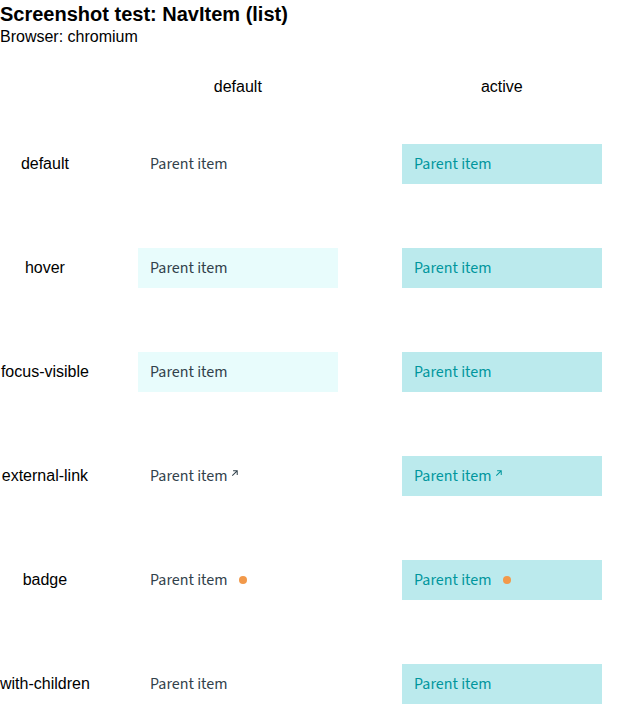 Screenshot test: NavItem (list)
Browser: chromium
default active
default Parent item Parent item
hover Parent item Parent item
focus-visible Parent item Parent item
external-link Parent item ↗ Parent item ↗
badge Parent item Parent item
with-children Parent item Parent item